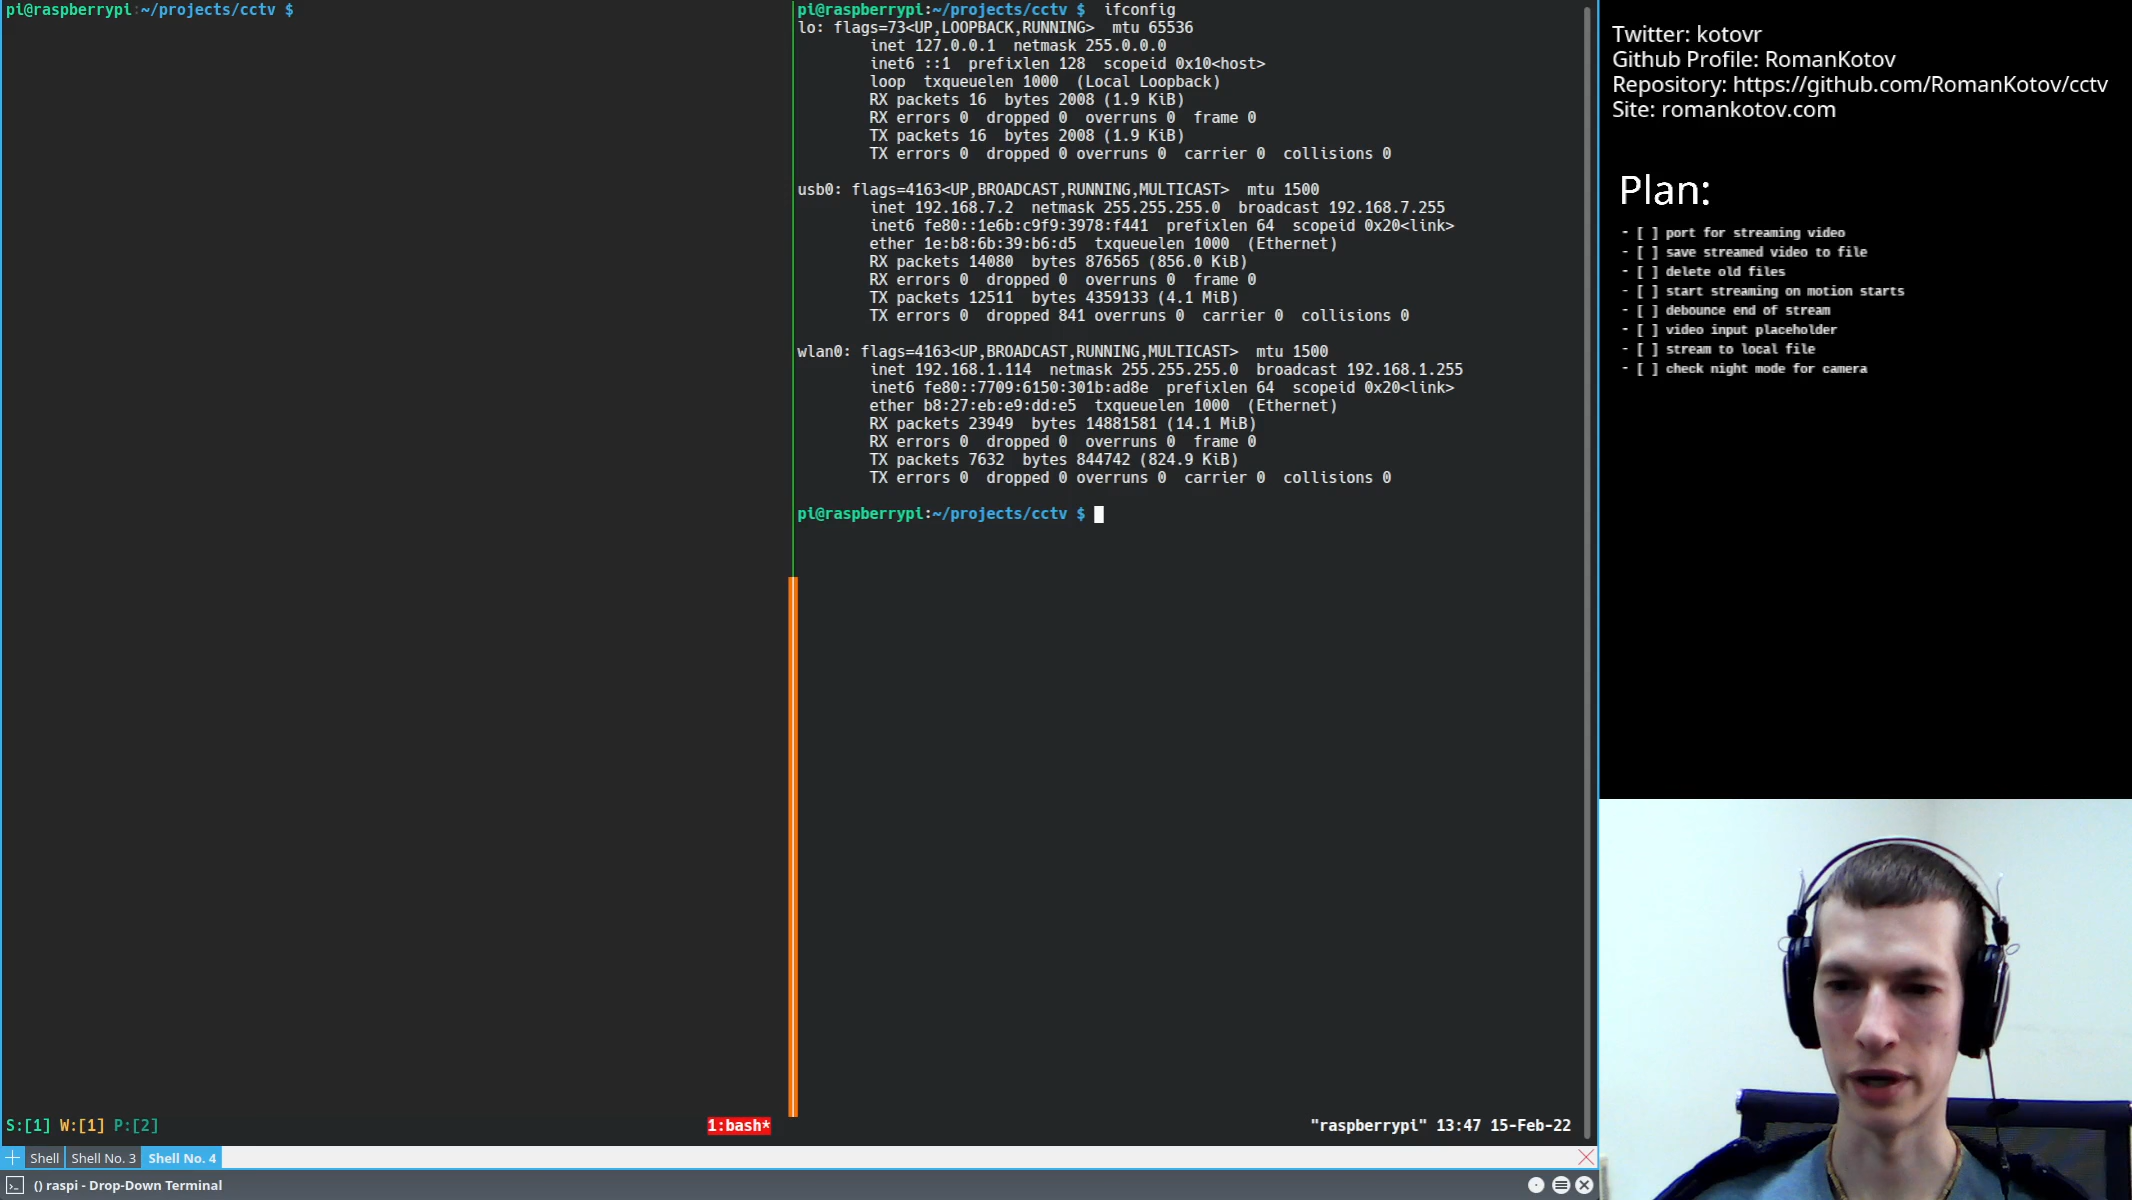 pi@raspberrypi:~/projects/cctv $
pi@raspberrypi:~/projects/cctv $  ifconfig
lo: flags=73<UP,LOOPBACK,RUNNING>  mtu 65536
        inet 127.0.0.1  netmask 255.0.0.0
        inet6 ::1  prefixlen 128  scopeid 0x10<host>
        loop  txqueuelen 1000  (Local Loopback)
        RX packets 16  bytes 2008 (1.9 KiB)
        RX errors 0  dropped 0  overruns 0  frame 0
        TX packets 16  bytes 2008 (1.9 KiB)
        TX errors 0  dropped 0 overruns 0  carrier 0  collisions 0
usb0: flags=4163<UP,BROADCAST,RUNNING,MULTICAST>  mtu 1500
        inet 192.168.7.2  netmask 255.255.255.0  broadcast 192.168.7.255
        inet6 fe80::1e6b:c9f9:3978:f441  prefixlen 64  scopeid 0x20<link>
        ether 1e:b8:6b:39:b6:d5  txqueuelen 1000  (Ethernet)
        RX packets 14080  bytes 876565 (856.0 KiB)
        RX errors 0  dropped 0  overruns 0  frame 0
        TX packets 12511  bytes 4359133 (4.1 MiB)
        TX errors 0  dropped 841 overruns 0  carrier 0  collisions 0
wlan0: flags=4163<UP,BROADCAST,RUNNING,MULTICAST>  mtu 1500
        inet 192.168.1.114  netmask 255.255.255.0  broadcast 192.168.1.255
        inet6 fe80::7709:6150:301b:ad8e  prefixlen 64  scopeid 0x20<link>
        ether b8:27:eb:e9:dd:e5  txqueuelen 1000  (Ethernet)
        RX packets 23949  bytes 14881581 (14.1 MiB)
        RX errors 0  dropped 0  overruns 0  frame 0
        TX packets 7632  bytes 844742 (824.9 KiB)
        TX errors 0  dropped 0 overruns 0  carrier 0  collisions 0
pi@raspberrypi:~/projects/cctv $
Twitter: kotovr
Github Profile: RomanKotov
Repository: https://github.com/RomanKotov/cctv
Site: romankotov.com
Plan:
- [ ] port for streaming video
- [ ] save streamed video to file
- [ ] delete old files
- [ ] start streaming on motion starts
- [ ] debounce end of stream
- [ ] video input placeholder
- [ ] stream to local file
- [ ] check night mode for camera
S:[1] W:[1] P:[2]
1:bash*
"raspberrypi" 13:47 15-Feb-22
Shell
Shell No. 3
Shell No. 4
() raspi - Drop-Down Terminal